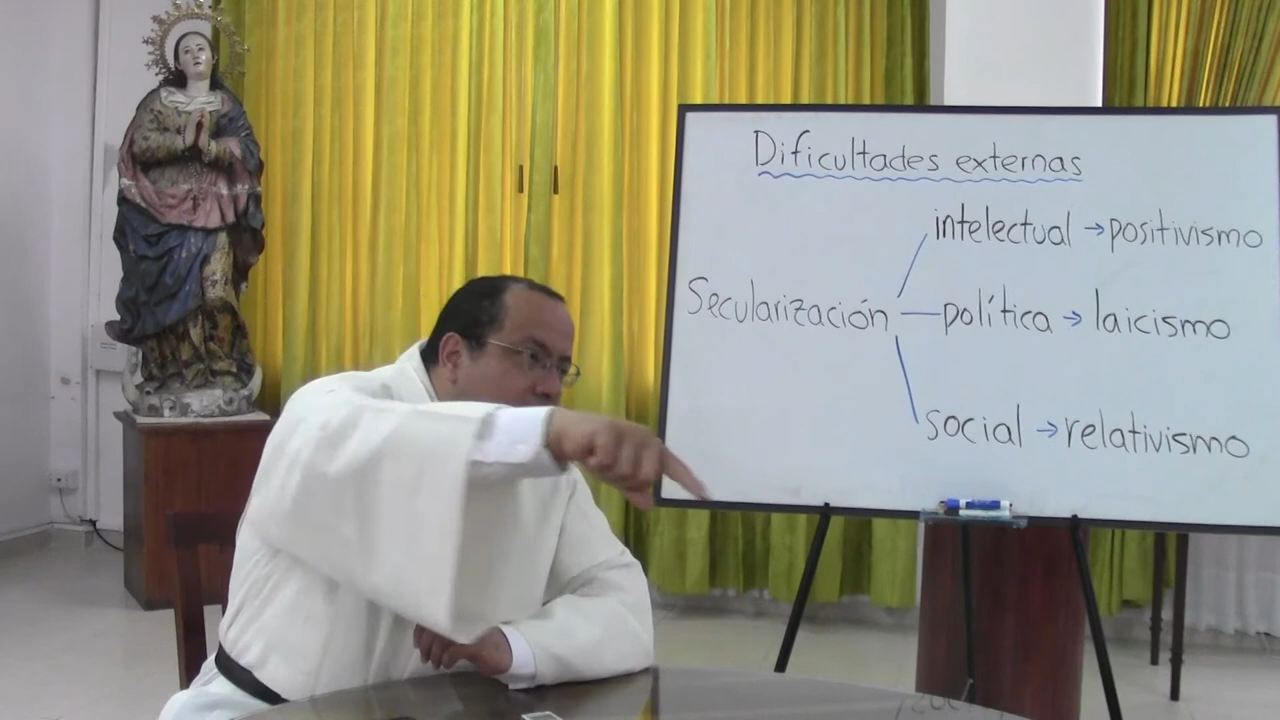 Dificultades externas
intelectual → positivismo
Secularización política → laicismo
social → relativismo